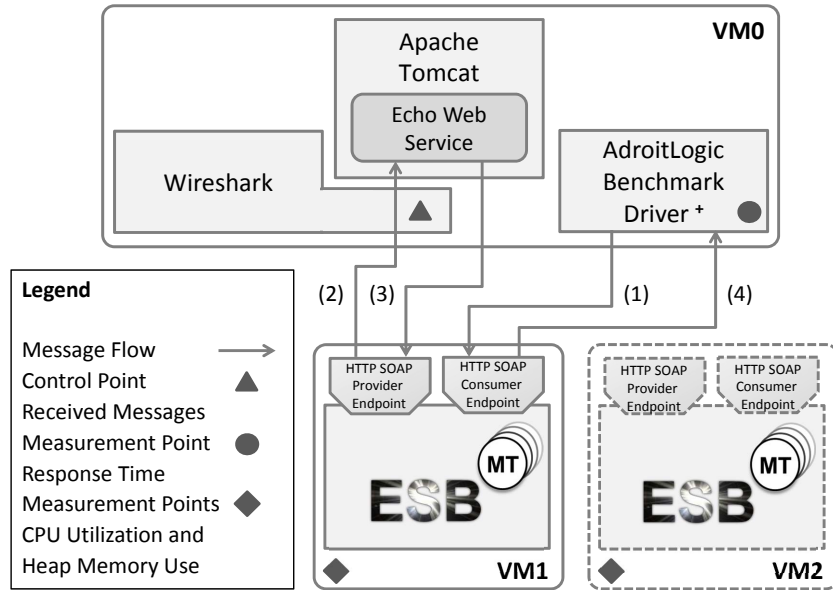 VM0
Apache
Tomcat
Echo Web
Service
Wireshark
AdroitLogic
Benchmark
Driver +
Legend
Message Flow
Control Point
Received Messages
Measurement Point
Response Time
Measurement Points
CPU Utilization and
Heap Memory Use
(2)
(3)
(1)
(4)
HTTP SOAP
Provider
Endpoint
HTTP SOAP
Consumer
Endpoint
MT
ESB
VM1
HTTP SOAP
Provider
Endpoint
HTTP SOAP
Consumer
Endpoint
MT
ESB
VM2